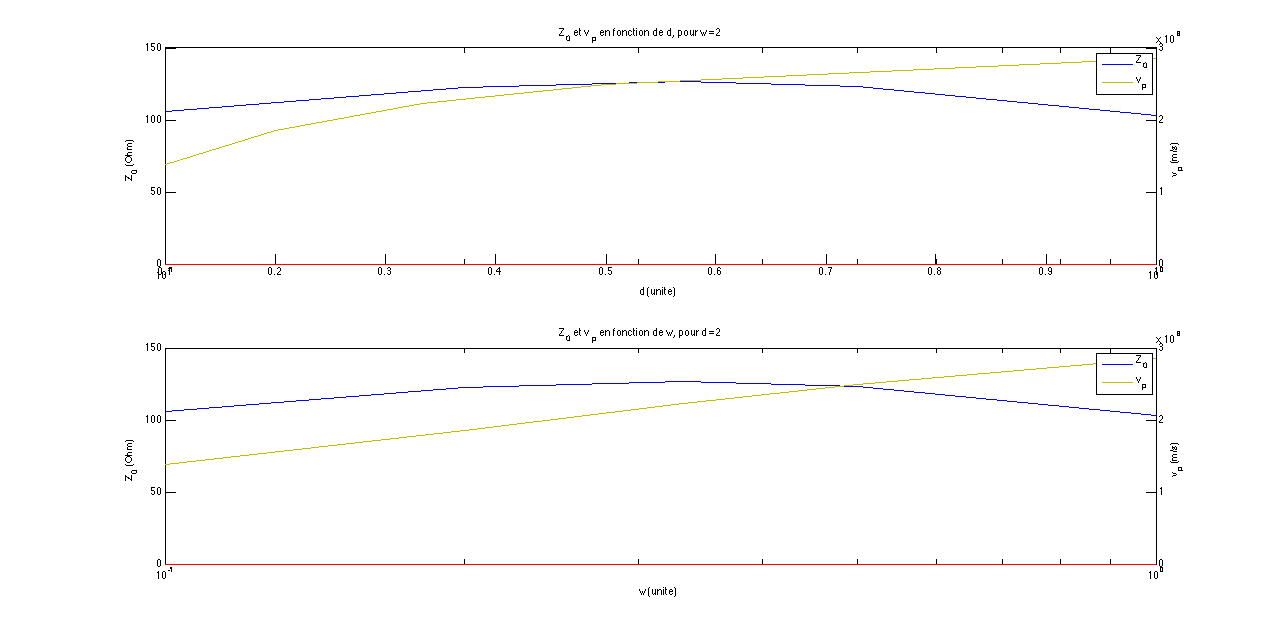 Z0 et vp en fonction de d, pour w=2
x 10^8
150
100
50
0
Z0 (Ohm)
3
2
1
0
vp (m/s)
Z0
vp
10^-1
0.2
0.3
0.4
0.5
0.6
0.7
0.8
0.9
10^0
d (unite)
Z0 et vp en fonction de w, pour d=2
x 10^8
150
100
50
0
Z0 (Ohm)
3
2
1
0
vp (m/s)
Z0
vp
10^-1
10^0
w (unite)